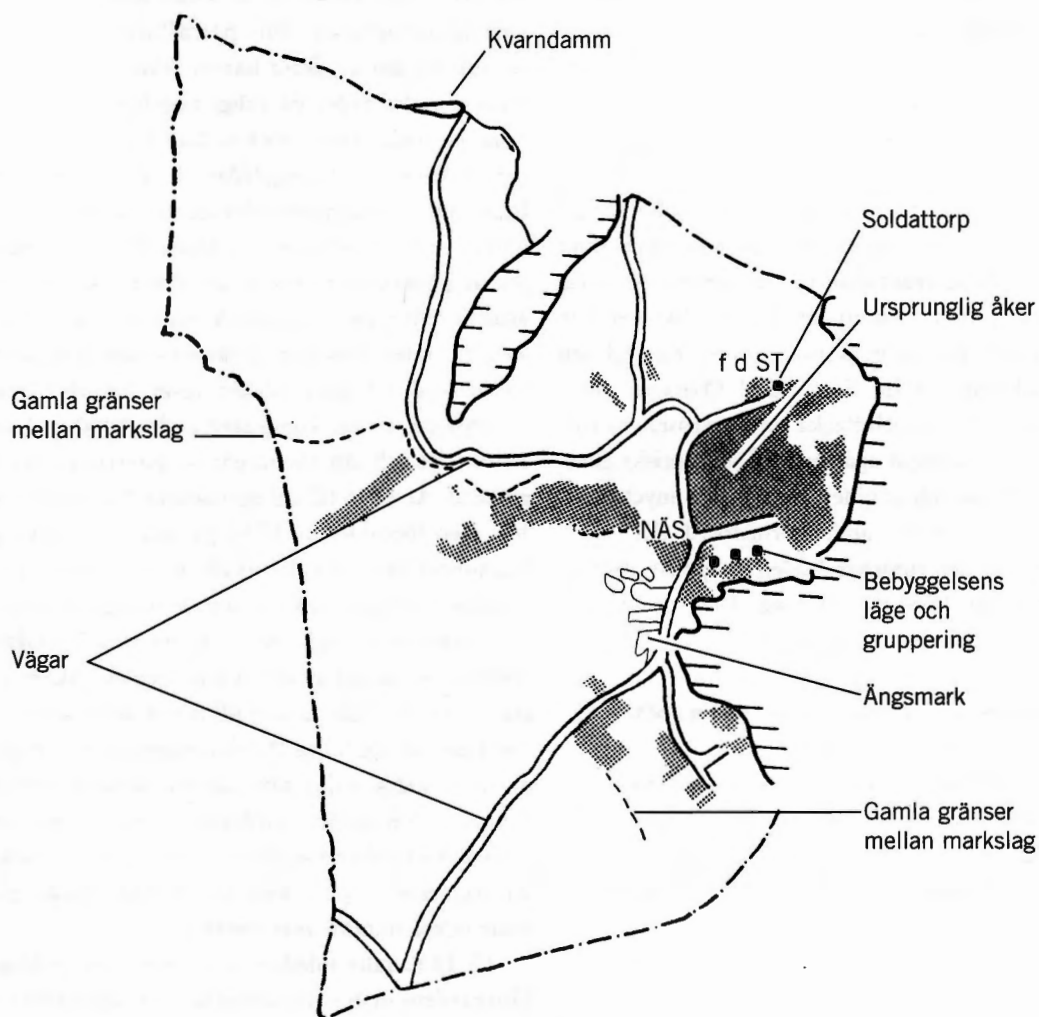 Kvarndamm
Soldattorp
Ursprunglig åker
f d ST
Gamla gränser
mellan markslag
NÄS
Bebyggelsens
läge och
gruppering
Vägar
Ängsmark
Gamla gränser
mellan markslag